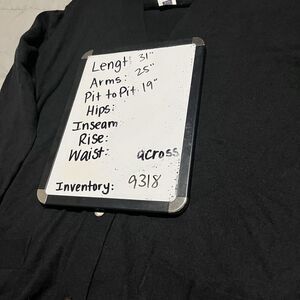 Lengt 31"
Arms: 25"
Pit to Pit 19"
Hips:
Inseam
Rise:
Waist: across
Inventory: 9318